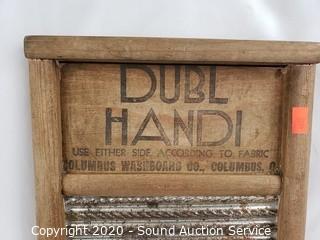 DUBL
HANDI
USE EITHER SIDE ACCORDING TO FABRIC
COLUMBUS WASHBOARD CO., COLUMBUS, O.
Copyright © 2020 - Sound Auction Service